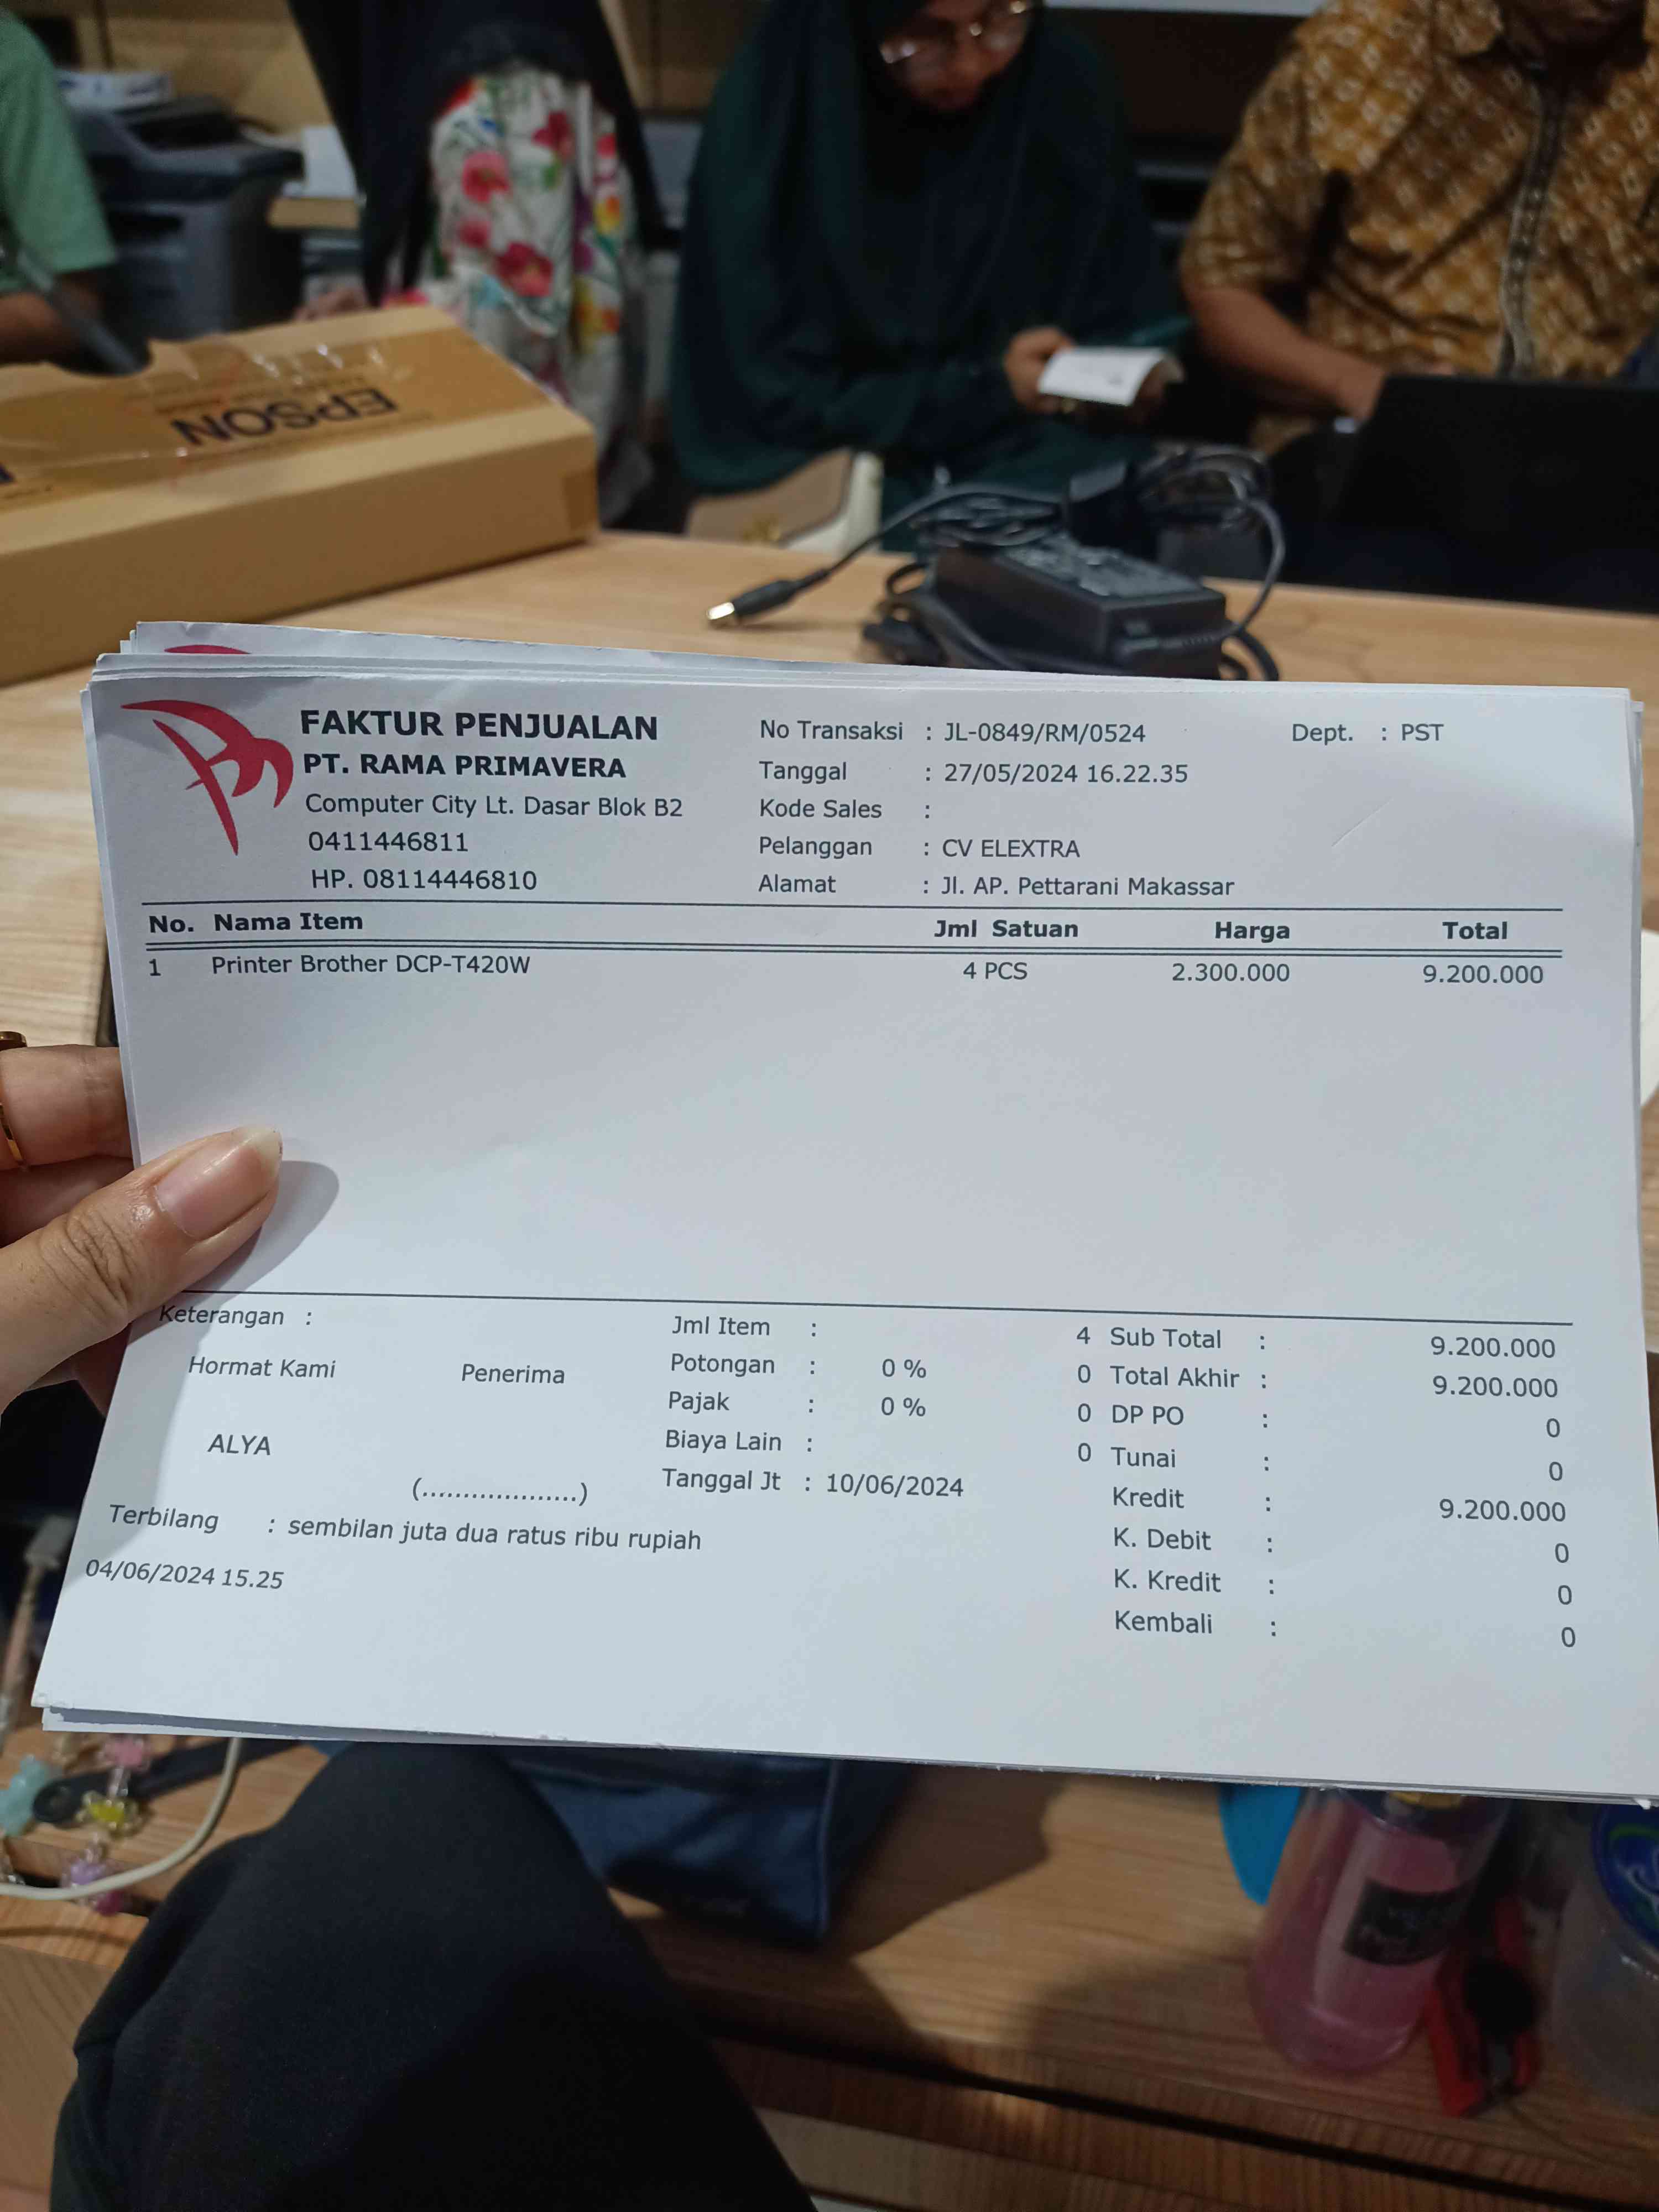 EPSON
FAKTUR PENJUALAN
PT. RAMA PRIMAVERA
Computer City Lt. Dasar Blok B2
0411446811
HP. 08114446810
No Transaksi : JL-0849/RM/0524
Dept. : PST
Tanggal : 27/05/2024 16.22.35
Kode Sales :
Pelanggan : CV ELEXTRA
Alamat : Jl. AP. Pettarani Makassar
No. Nama Item Jml Satuan Harga Total
1 Printer Brother DCP-T420W 4 PCS 2.300.000 9.200.000
Keterangan :
Hormat Kami Penerima
ALYA
(...................)
Jml Item : 4
Potongan : 0 % 0
Pajak : 0 % 0
Biaya Lain : 0
Tanggal Jt : 10/06/2024
Sub Total : 9.200.000
Total Akhir : 9.200.000
DP PO : 0
Tunai : 0
Kredit : 9.200.000
K. Debit : 0
K. Kredit : 0
Kembali : 0
Terbilang : sembilan juta dua ratus ribu rupiah
04/06/2024 15.25